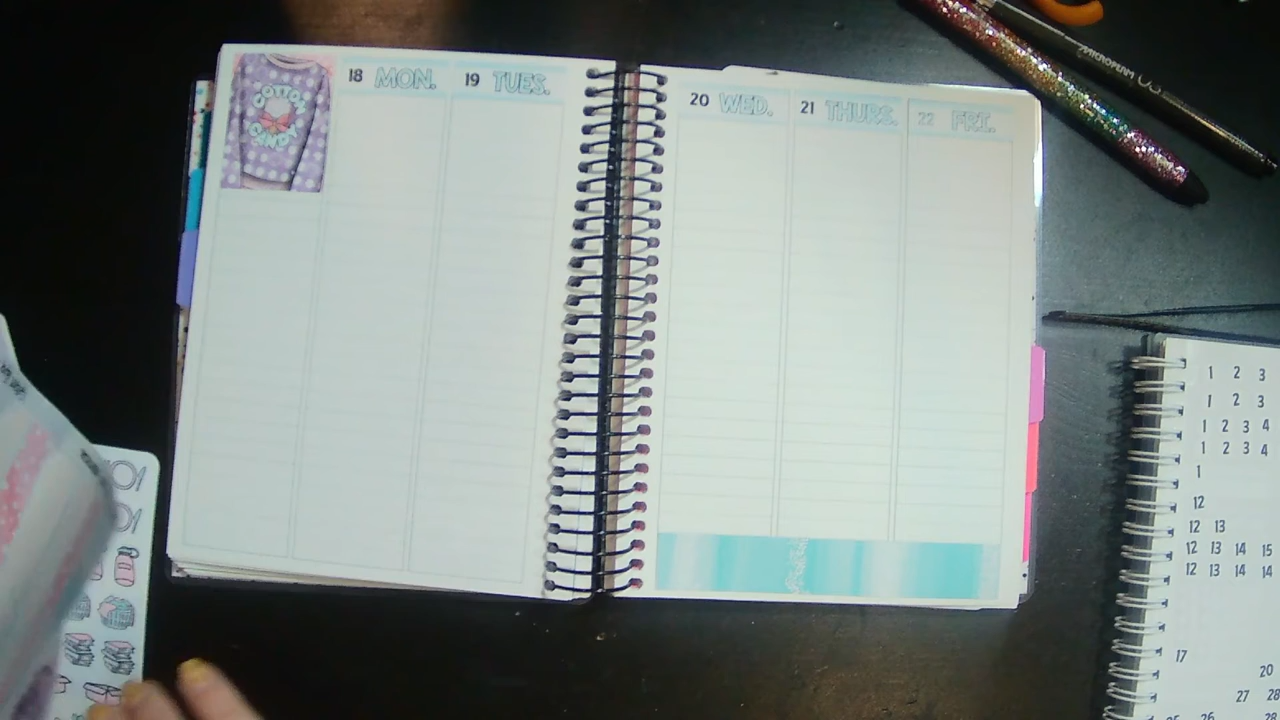 COTTON
CANDY
18 MON.
19 TUES.
20 WED.
21 THURS.
22 FRI.
1 2 3
1 2 3
1 2 3 4
1 2 3 4
1
12
12 13
12 13 14 15
12 13 14 14
17
20
27 28
26